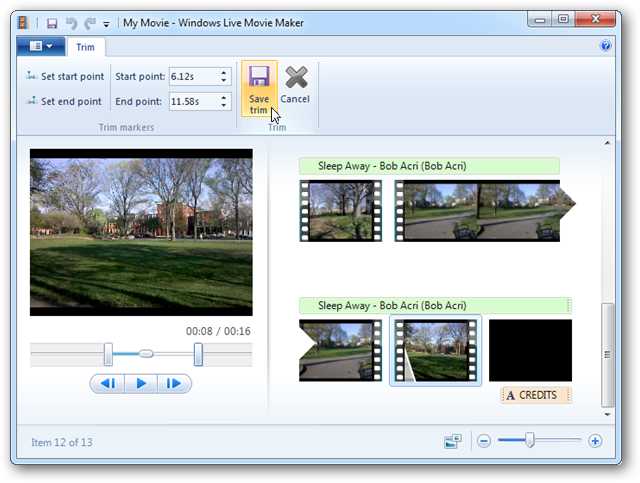 My Movie - Windows Live Movie Maker
Trim
Set start point
Start point: 6.12s
Set end point
End point: 11.58s
Save trim
Cancel
Trim markers
Trim
Sleep Away - Bob Acri (Bob Acri)
00:08 / 00:16
Sleep Away - Bob Acri (Bob Acri)
A CREDITS
Item 12 of 13